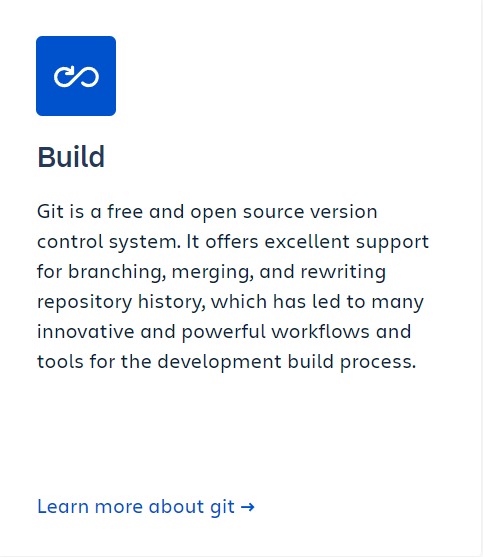 Build
Git is a free and open source version
control system. It offers excellent support
for branching, merging, and rewriting
repository history, which has led to many
innovative and powerful workflows and
tools for the development build process.
Learn more about git →